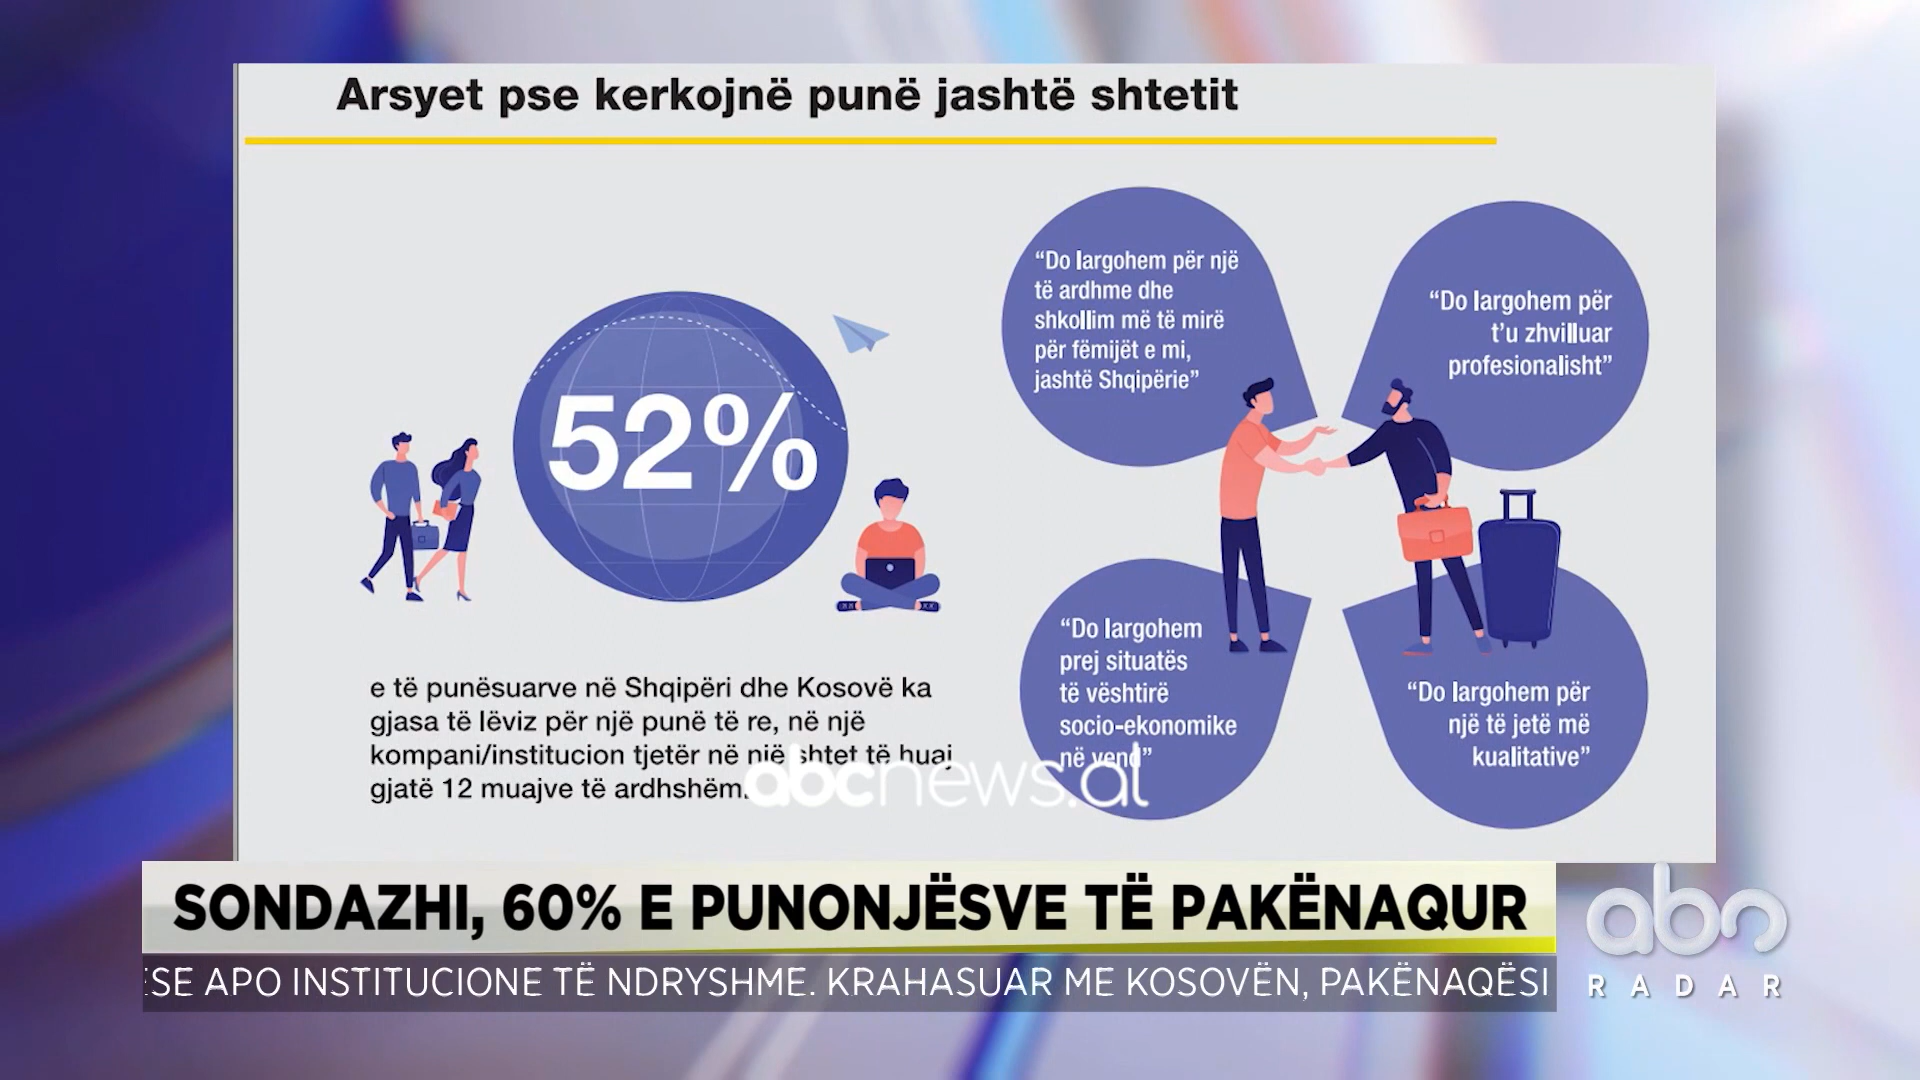 Arsyet pse kerkojnë punë jashtë shtetit
52%
e të punësuarve në Shqipëri dhe Kosovë ka
gjasa të lëviz për një punë të re, në një
kompani/institucion tjetër në një shtet të huaj
gjatë 12 muajve të ardhshëm.
“Do largohem për një
të ardhme dhe
shkollim më të mirë
për fëmijët e mi,
jashtë Shqipërie”
“Do largohem për
t’u zhvilluar
profesionalisht”
“Do largohem
prej situatës
të vështirë
socio-ekonomike
në vend”
“Do largohem për
një të jetë më
kualitative”
abcnews.al
SONDAZHI, 60% E PUNONJËSVE TË PAKËNAQUR
SE APO INSTITUCIONE TË NDRYSHME. KRAHASUAR ME KOSOVËN, PAKËNAQËSI
abc
RADAR